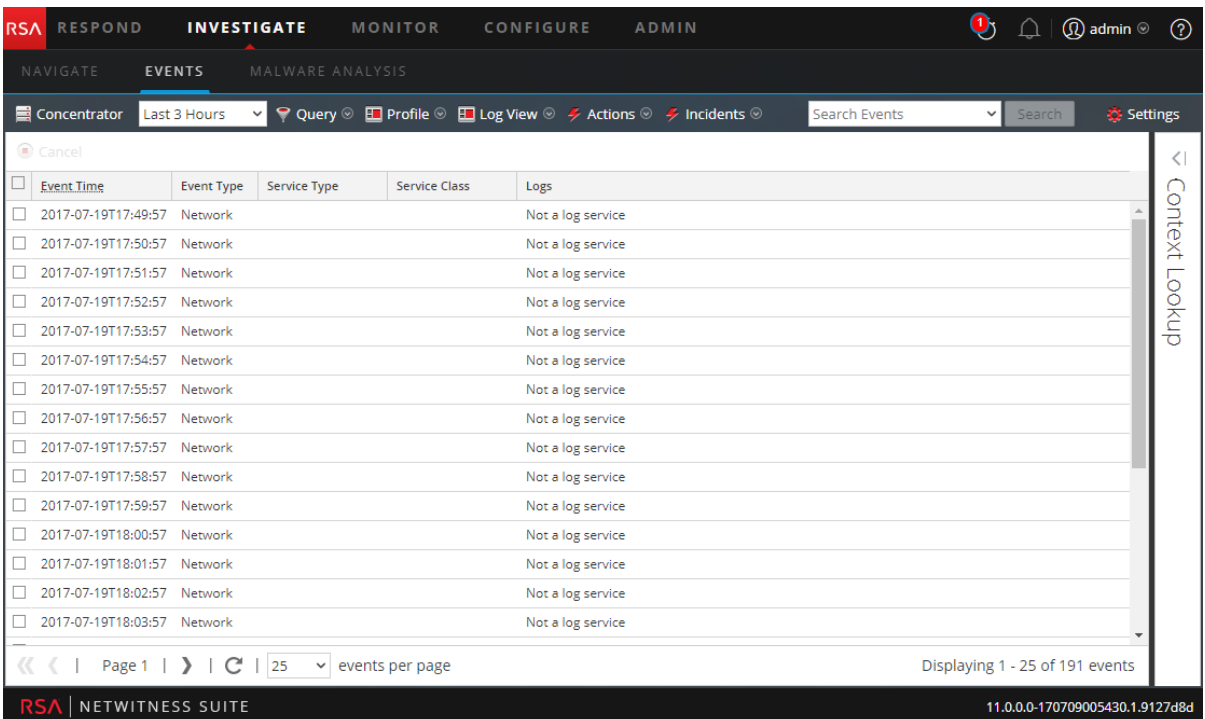 RSA RESPOND INVESTIGATE MONITOR CONFIGURE ADMIN 1 admin ?
NAVIGATE EVENTS MALWARE ANALYSIS
Concentrator Last 3 Hours Query Profile Log View Actions Incidents Search Events Search Settings
Cancel
Event Time Event Type Service Type Service Class Logs
2017-07-19T17:49:57 Network Not a log service
2017-07-19T17:50:57 Network Not a log service
2017-07-19T17:51:57 Network Not a log service
2017-07-19T17:52:57 Network Not a log service
2017-07-19T17:53:57 Network Not a log service
2017-07-19T17:54:57 Network Not a log service
2017-07-19T17:55:57 Network Not a log service
2017-07-19T17:56:57 Network Not a log service
2017-07-19T17:57:57 Network Not a log service
2017-07-19T17:58:57 Network Not a log service
2017-07-19T17:59:57 Network Not a log service
2017-07-19T18:00:57 Network Not a log service
2017-07-19T18:01:57 Network Not a log service
2017-07-19T18:02:57 Network Not a log service
2017-07-19T18:03:57 Network Not a log service
Context Lookup
Page 1 | 25 events per page Displaying 1 - 25 of 191 events
RSA NETWITNESS SUITE 11.0.0.0-170709005430.1.9127d8d